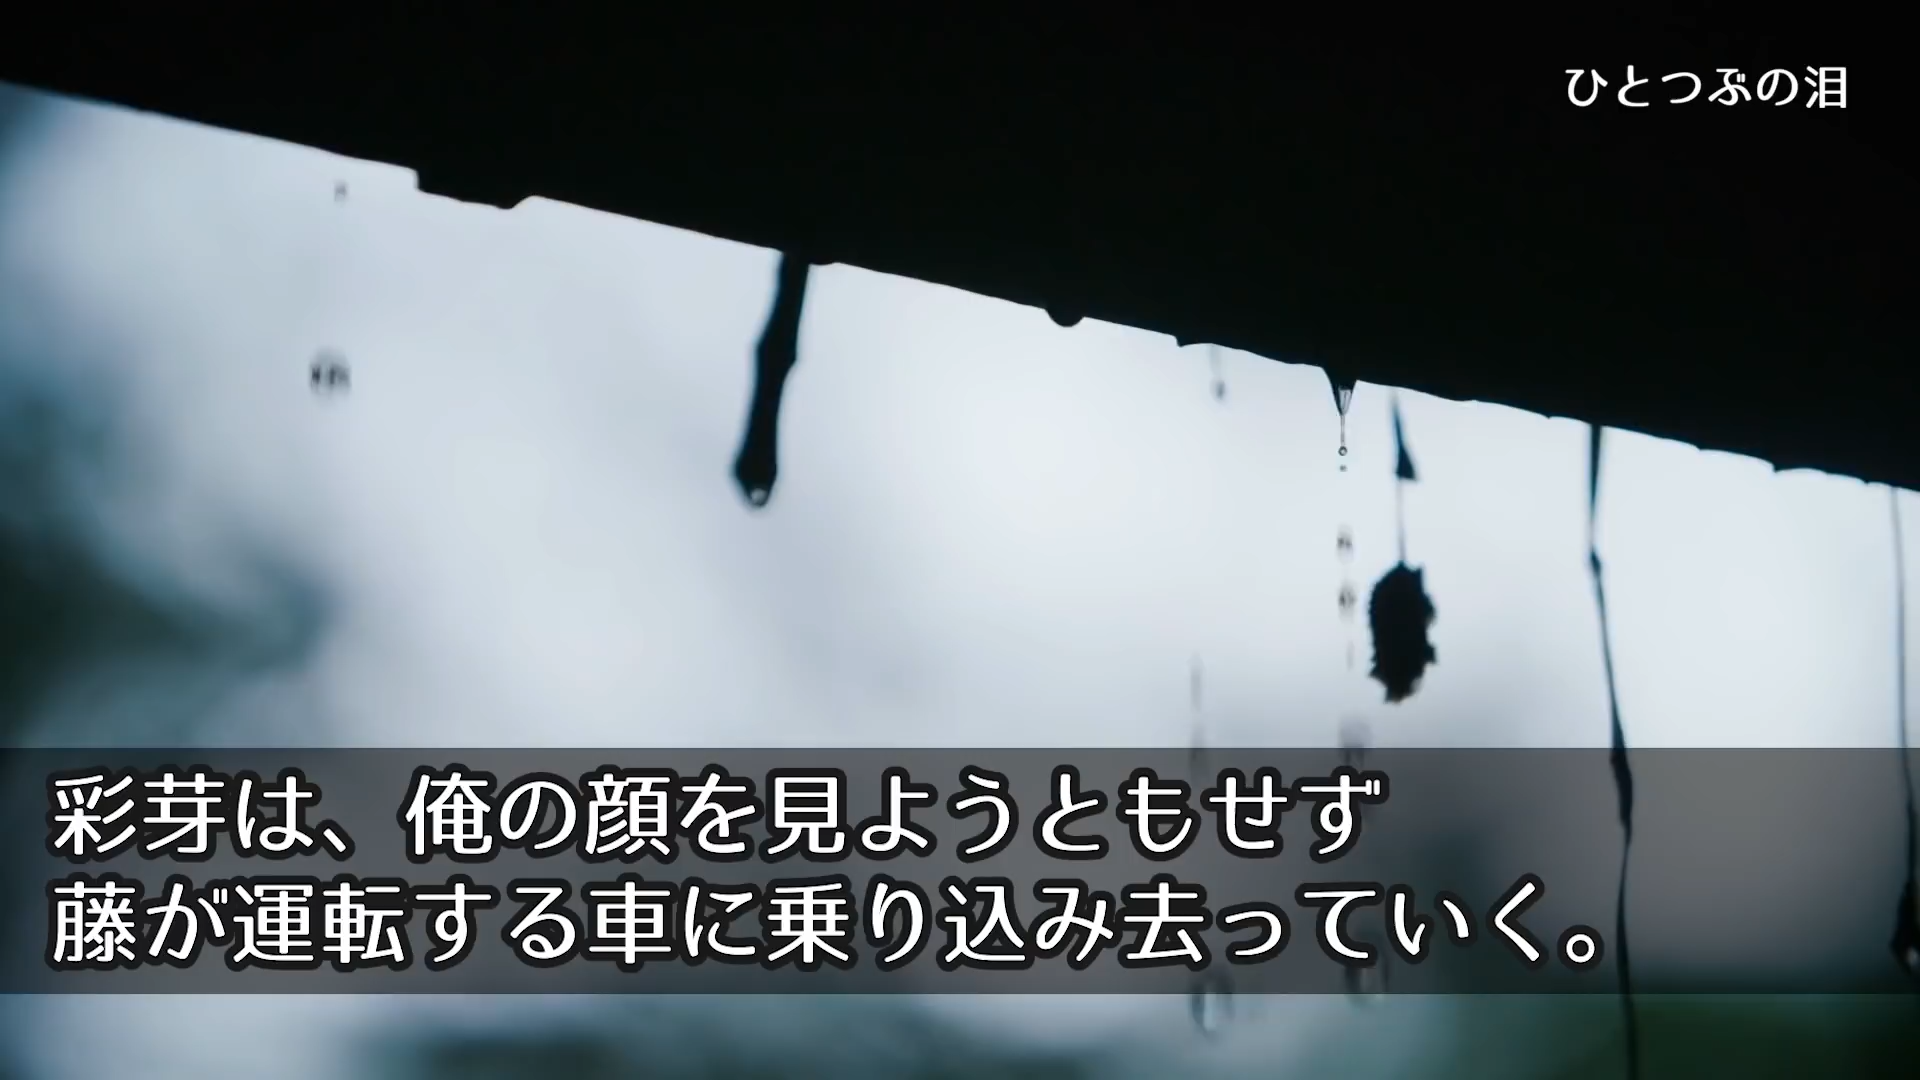 ひとつぶの泪
彩芽は、俺の顔を見ようともせず
藤が運転する車に乗り込み去っていく。